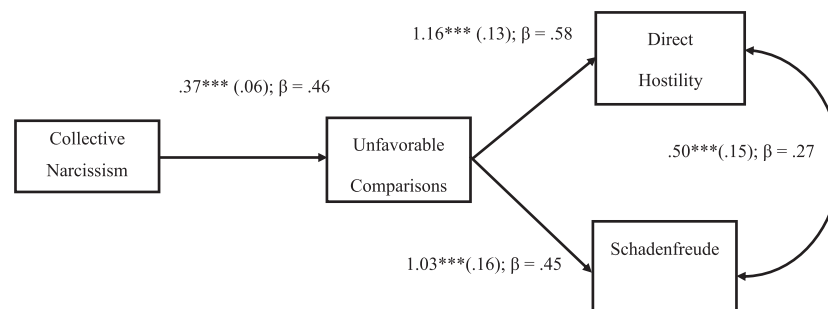 1.16*** (.13); β = .58
Direct
Hostility
.37*** (.06); β = .46
Collective
Narcissism
Unfavorable
Comparisons
.50***(.15); β = .27
1.03***(.16); β = .45
Schadenfreude